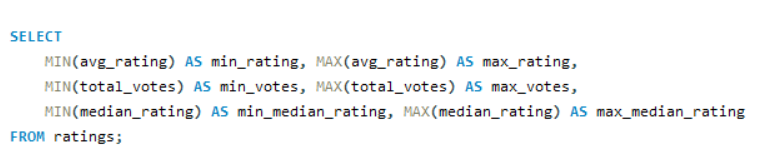 SELECT
    MIN(avg_rating) AS min_rating, MAX(avg_rating) AS max_rating,
    MIN(total_votes) AS min_votes, MAX(total_votes) AS max_votes,
    MIN(median_rating) AS min_median_rating, MAX(median_rating) AS max_median_rating
FROM ratings;